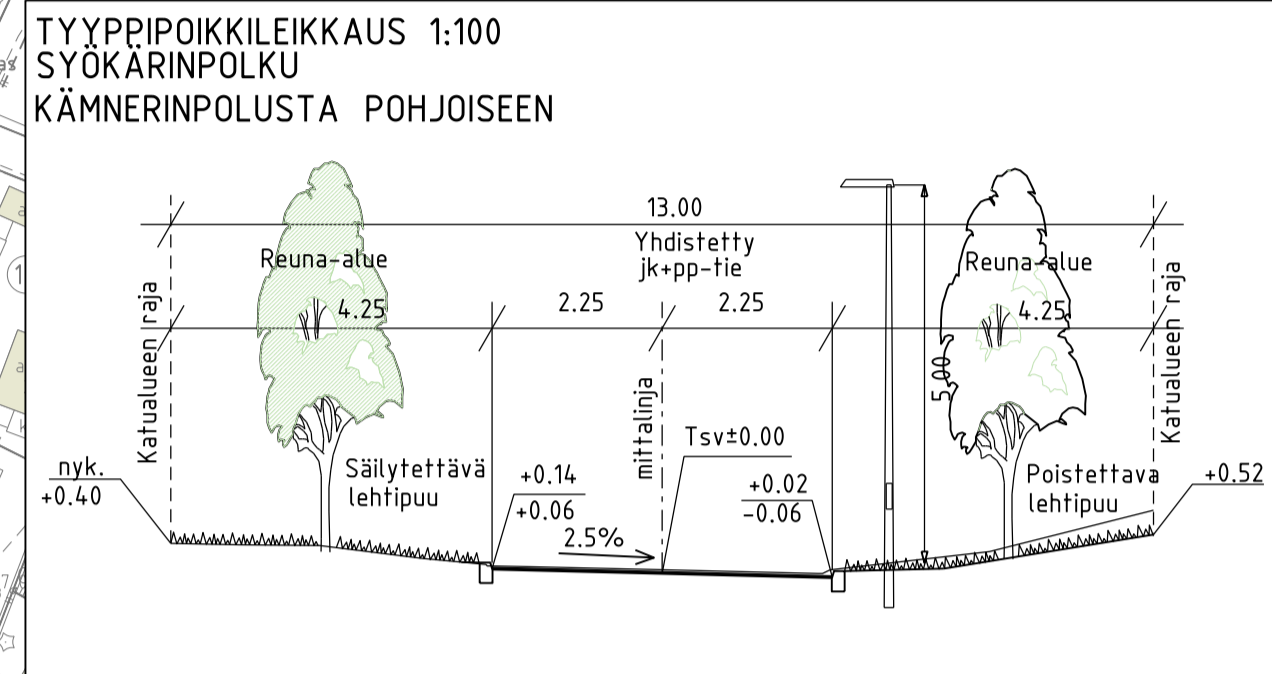 TYYPPIPOIKKILEIKKAUS 1:100
SYÖKÄRINPOLKU
KÄMNERINPOLUSTA POHJOISEEN
13.00
Yhdistetty
jk+pp-tie
Reuna-alue
Reuna-alue
4.25
2.25
2.25
4.25
Katualueen raja
mittalinja
5.00
Katualueen raja
Tsv±0.00
nyk.
+0.40
Säilytettävä
lehtipuu
+0.14
+0.06
2.5%
+0.02
-0.06
Poistettava
lehtipuu
+0.52